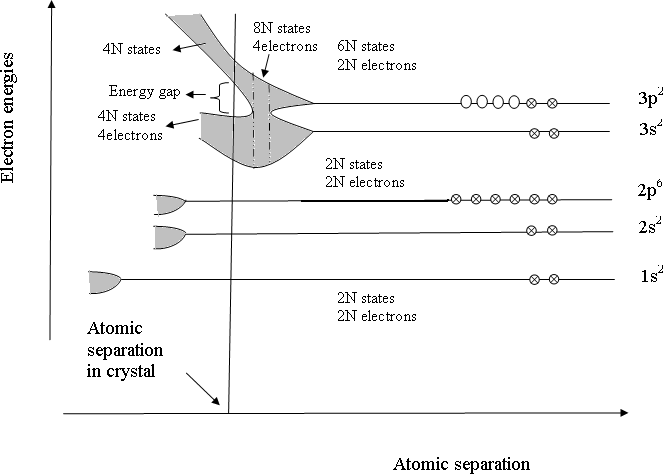 Electron energies
8N states
4electrons
6N states
2N electrons
4N states
Energy gap
4N states
4electrons
3p2
3s2
2N states
2N electrons
2p6
2s2
1s2
2N states
2N electrons
Atomic
separation
in crystal
Atomic separation